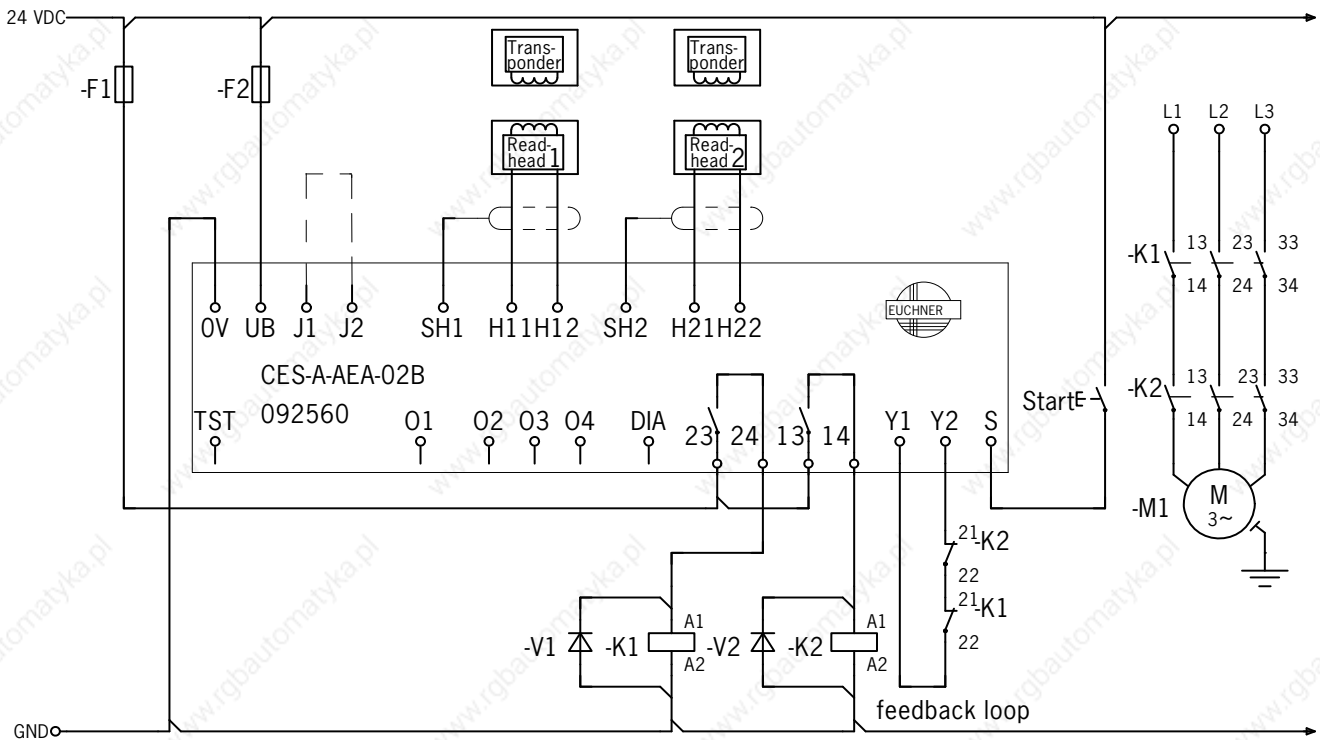 24 VDC
Trans-
ponder
Trans-
ponder
-F1
-F2
L1 L2 L3
Read-
head 1
Read-
head 2
-K1
13 23 33
14 24 34
EUCHNER
0V UB J1 J2 SH1 H11 H12 SH2 H21 H22
CES-A-AEA-02B
092560
-K2
13 23 33
14 24 34
Start
TST O1 O2 O3 O4 DIA 23 24 13 14 Y1 Y2 S
-M1
M
3~
21 -K2
22
21 -K1
22
-V1 -K1 A1
A2
-V2 -K2 A1
A2
feedback loop
GND
www.rgbautomatyka.pl